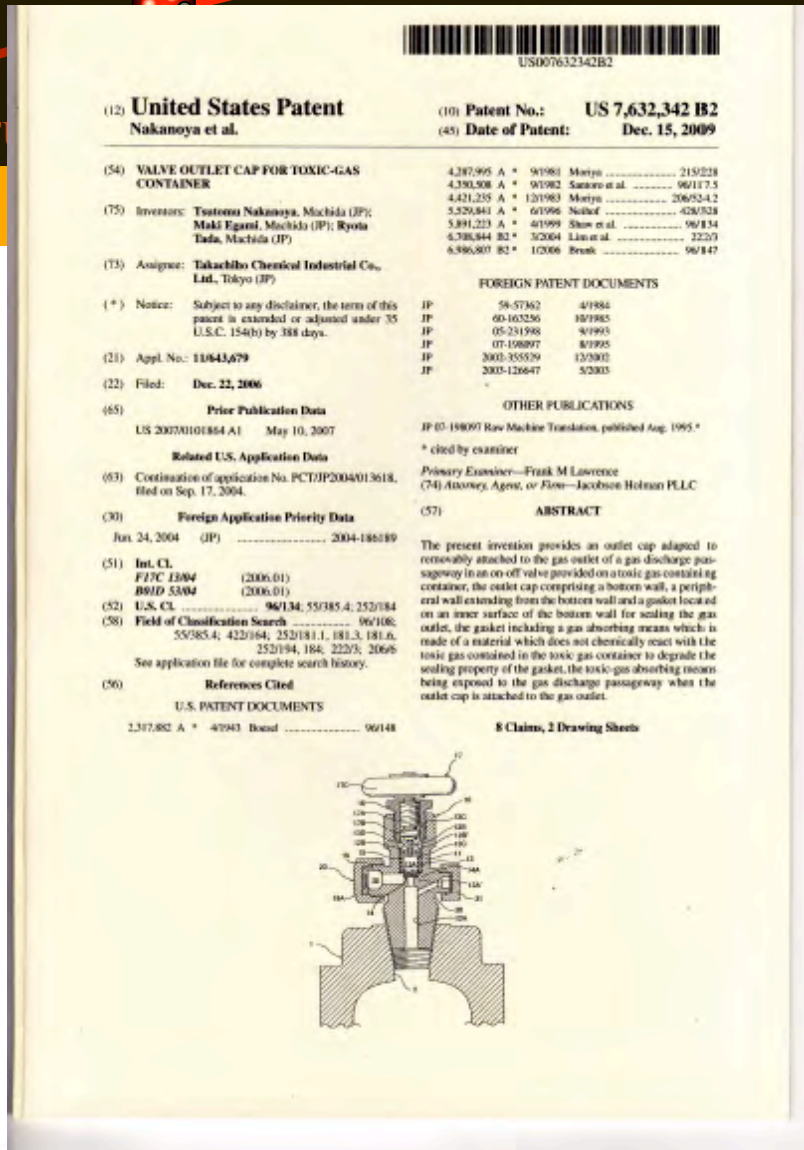 US007632342B2
(12) United States Patent
Nakanoya et al.
(10) Patent No.: US 7,632,342 B2
(45) Date of Patent: Dec. 15, 2009
(54) VALVE OUTLET CAP FOR TOXIC-GAS
CONTAINER
(75) Inventors: Tsutomu Nakanoya, Machida (JP);
Maki Egami, Machida (JP); Ryota
Tada, Machida (JP)
(73) Assignee: Takachiho Chemical Industrial Co.,
Ltd., Tokyo (JP)
( * ) Notice: Subject to any disclaimer, the term of this
patent is extended or adjusted under 35
U.S.C. 154(b) by 388 days.
(21) Appl. No.: 11/643,679
(22) Filed: Dec. 22, 2006
(65) Prior Publication Data
US 2007/0101864 A1 May 10, 2007
Related U.S. Application Data
(63) Continuation of application No. PCT/JP2004/013618,
filed on Sep. 17, 2004.
(30) Foreign Application Priority Data
Jun. 24, 2004 (JP) ........................ 2004-186189
(51) Int. Cl.
F17C 13/04 (2006.01)
B01D 53/04 (2006.01)
(52) U.S. Cl. ........................ 96/134; 55/385.4; 252/184
(58) Field of Classification Search .................. 96/108;
55/385.4; 422/164; 252/181.1, 181.3, 181.6,
252/194, 184; 222/3; 206/6
See application file for complete search history.
(56) References Cited
U.S. PATENT DOCUMENTS
2,317,882 A * 4/1943 Boesel ........................ 96/148
4,287,995 A * 9/1981 Moriya ........................ 215/228
4,350,508 A * 9/1982 Santoro et al. ............ 96/117.5
4,421,235 A * 12/1983 Moriya .................... 206/524.2
5,529,841 A * 6/1996 Neihof ........................ 428/328
5,891,223 A * 4/1999 Shaw et al. ................ 96/134
6,708,844 B2 * 3/2004 Lim et al. .................... 222/3
6,986,807 B2 * 1/2006 Brunk ........................ 96/147
FOREIGN PATENT DOCUMENTS
JP 59-57362 4/1984
JP 60-163256 10/1985
JP 05-231598 9/1993
JP 07-198097 8/1995
JP 2002-355529 12/2002
JP 2003-126647 5/2003
OTHER PUBLICATIONS
JP 07-198097 Raw Machine Translation, published Aug. 1995.*
* cited by examiner
Primary Examiner—Frank M Lawrence
(74) Attorney, Agent, or Firm—Jacobson Holman PLLC
(57) ABSTRACT
The present invention provides an outlet cap adapted to
removably attached to the gas outlet of a gas discharge pas-
sageway in an on-off valve provided on a toxic gas containing
container, the outlet cap comprising a bottom wall, a periph-
eral wall extending from the bottom wall and a gasket located
on an inner surface of the bottom wall for sealing the gas
outlet, the gasket including a gas absorbing means which is
made of a material which does not chemically react with the
toxic gas contained in the toxic gas container to degrade the
sealing property of the gasket, the toxic-gas absorbing means
being exposed to the gas discharge passageway when the
outlet cap is attached to the gas outlet.
8 Claims, 2 Drawing Sheets